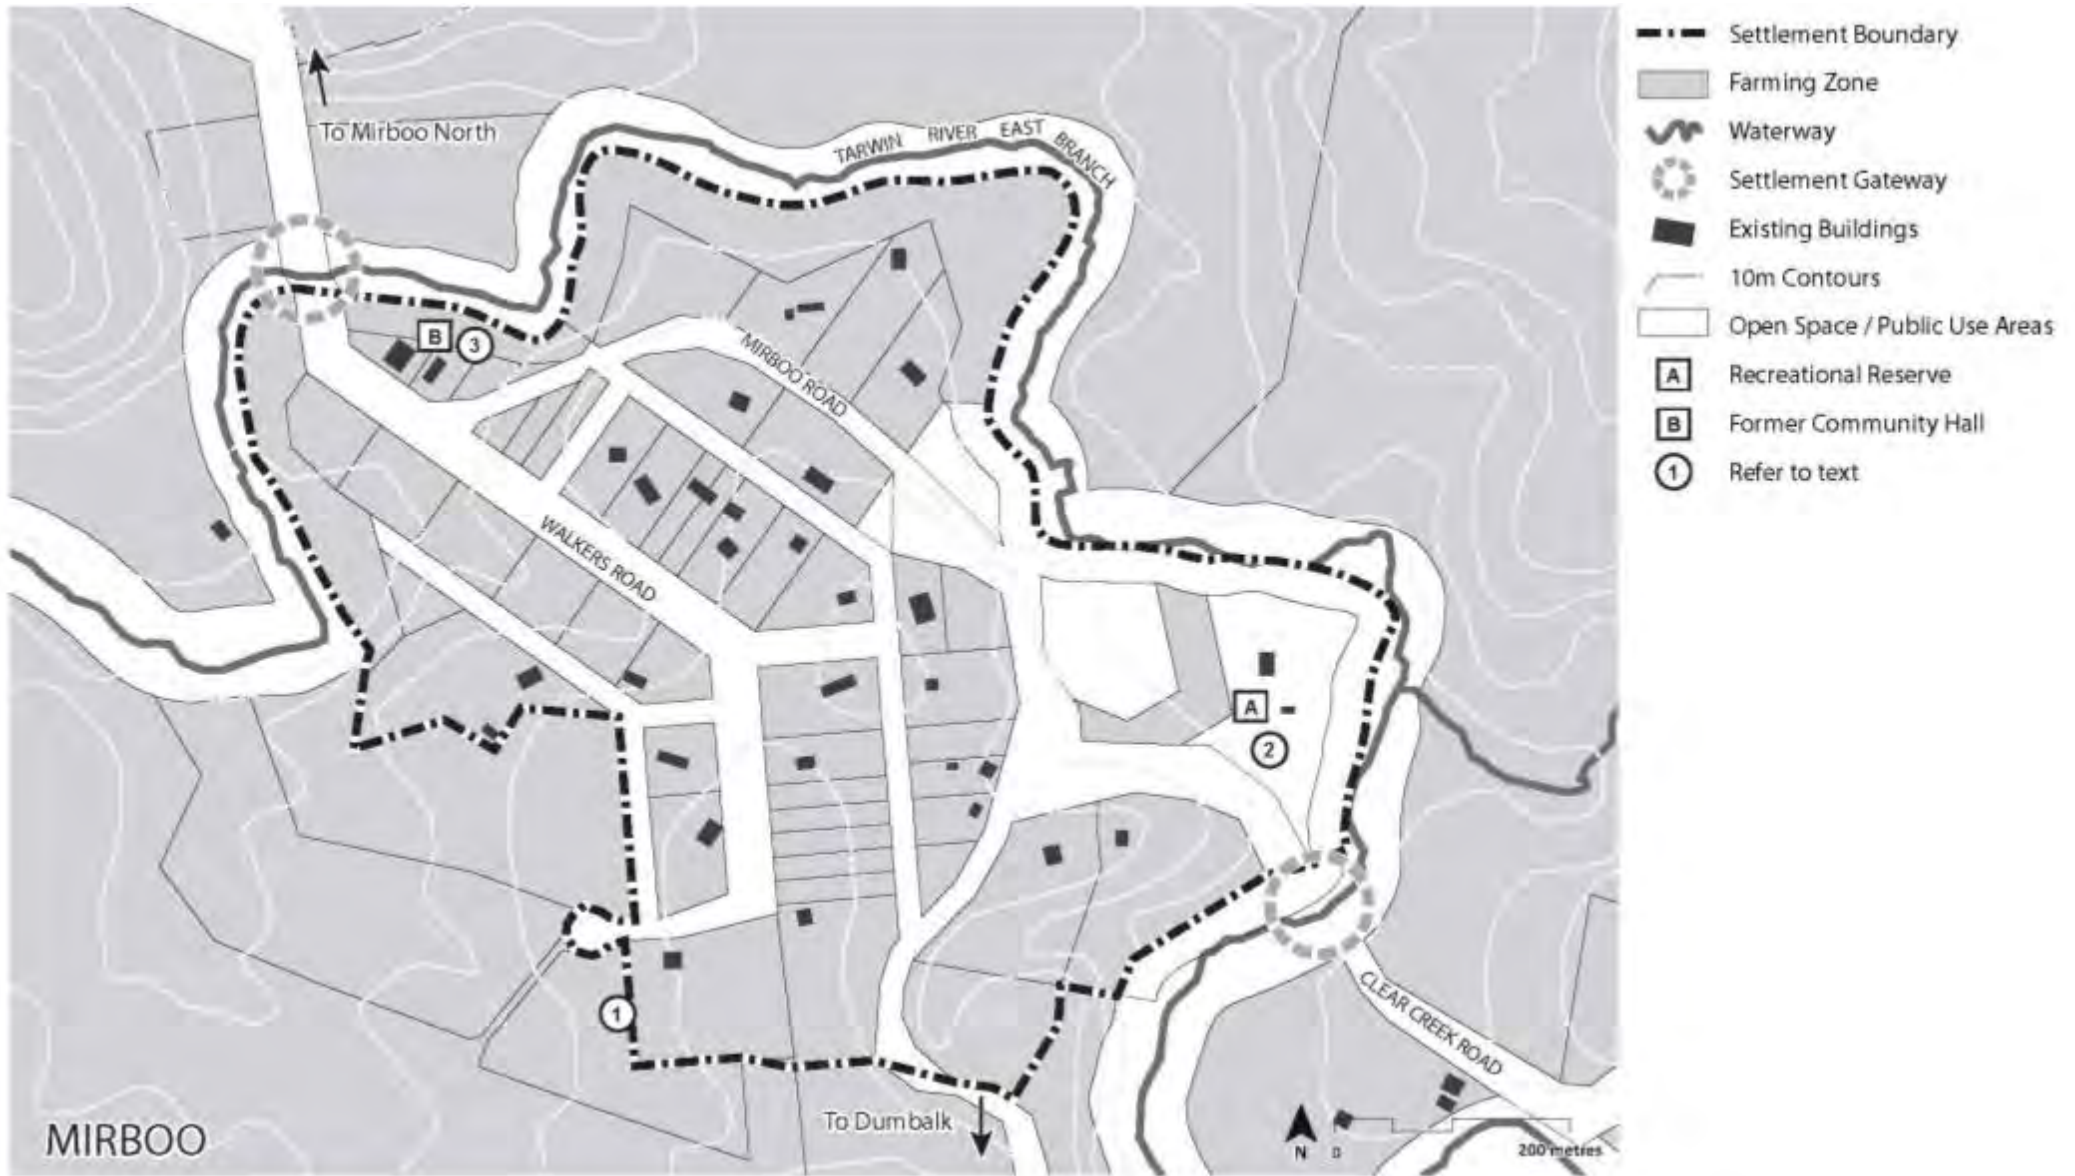 To Mirboo North
TARWIN RIVER EAST BRANCH
B
3
MIRBOO ROAD
WALKERS ROAD
A
2
1
CLEAR CREEK ROAD
To Dumbalk
MIRBOO
N
0
200 metres
Settlement Boundary
Farming Zone
Waterway
Settlement Gateway
Existing Buildings
10m Contours
Open Space / Public Use Areas
A Recreational Reserve
B Former Community Hall
1 Refer to text